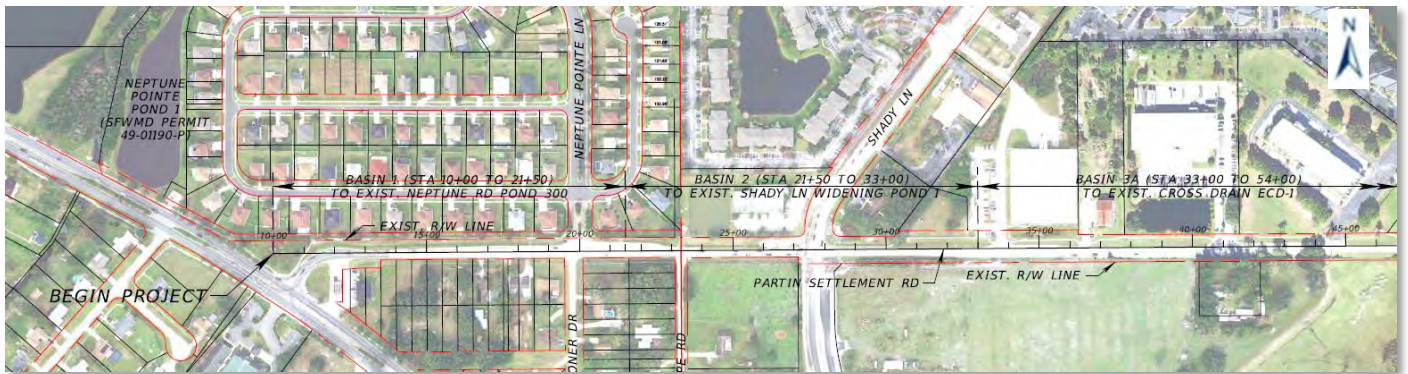 N
NEPTUNE
POINTE
POND 1
(SFWMD PERMIT
49-01190-P)
NEPTUNE POINTE LN
SHADY LN
BASIN 1 (STA 10+00 TO 21+50)
TO EXIST NEPTUNE RD POND 300
BASIN 2 (STA 21+50 TO 33+00)
TO EXIST. SHADY LN WIDENING POND 1
BASIN 3A (STA 33+00 TO 54+00)
TO EXIST. CROSS DRAIN ECD-1
EXIST. R/W LINE
10+00
15+00
20+00
25+00
30+00
35+00
40+00
45+00
BEGIN PROJECT
PARTIN SETTLEMENT RD
EXIST. R/W LINE
ONER DR
PE RD